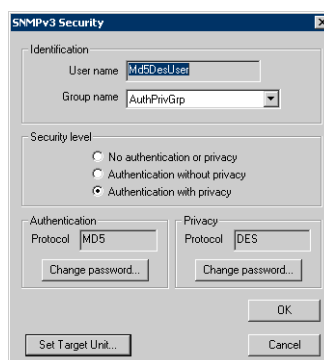 SNMPv3 Security
Identification
User name Md5DesUser
Group name AuthPrivGrp
Security level
No authentication or privacy
Authentication without privacy
Authentication with privacy
Authentication
Protocol MD5
Change password...
Privacy
Protocol DES
Change password...
OK
Set Target Unit... Cancel